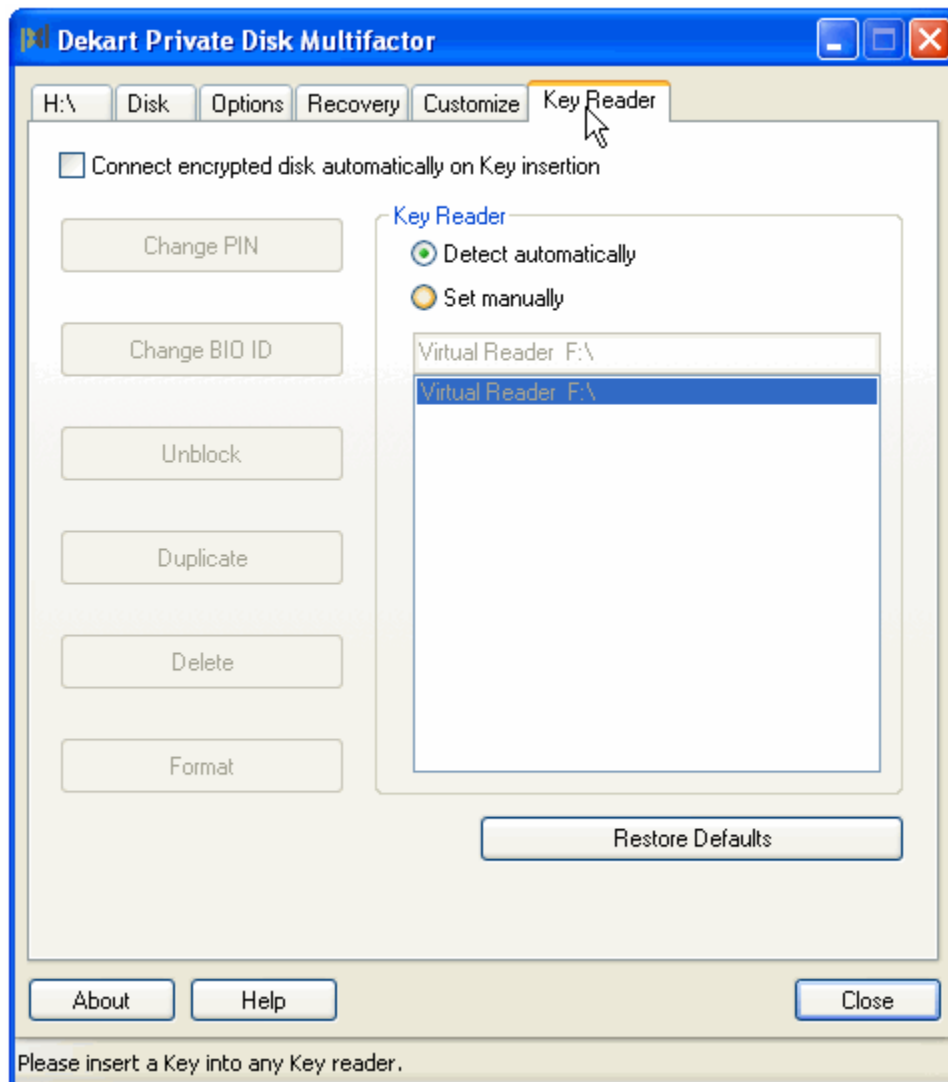 Dekart Private Disk Multifactor
H:\ Disk Options Recovery Customize Key Reader
Connect encrypted disk automatically on Key insertion
Key Reader
Change PIN
Detect automatically
Set manually
Change BIO ID
Virtual Reader F:\
Virtual Reader F:\
Unblock
Duplicate
Delete
Format
Restore Defaults
About Help Close
Please insert a Key into any Key reader.